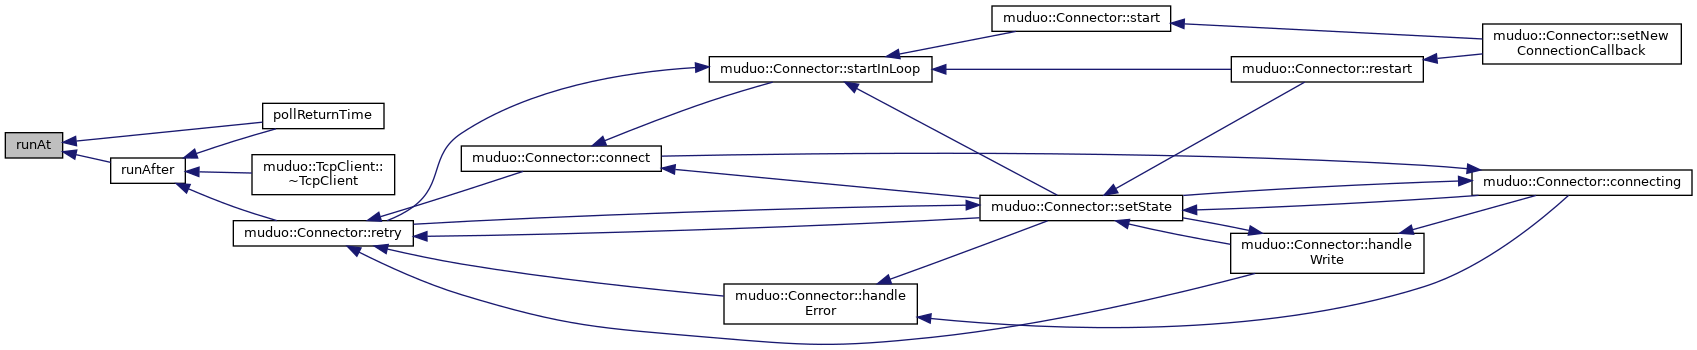 muduo::Connector::start
muduo::Connector::setNew
ConnectionCallback
muduo::Connector::startInLoop
muduo::Connector::restart
pollReturnTime
runAt
runAfter
muduo::TcpClient::
~TcpClient
muduo::Connector::connect
muduo::Connector::connecting
muduo::Connector::setState
muduo::Connector::retry
muduo::Connector::handle
Write
muduo::Connector::handle
Error